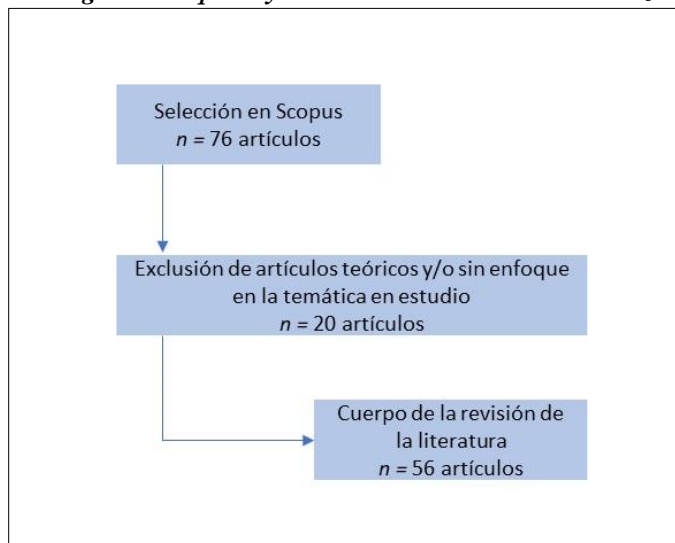 Selección en Scopus
n = 76 artículos
Exclusión de artículos teóricos y/o sin enfoque
en la temática en estudio
n = 20 artículos
Cuerpo de la revisión de
la literatura
n = 56 artículos